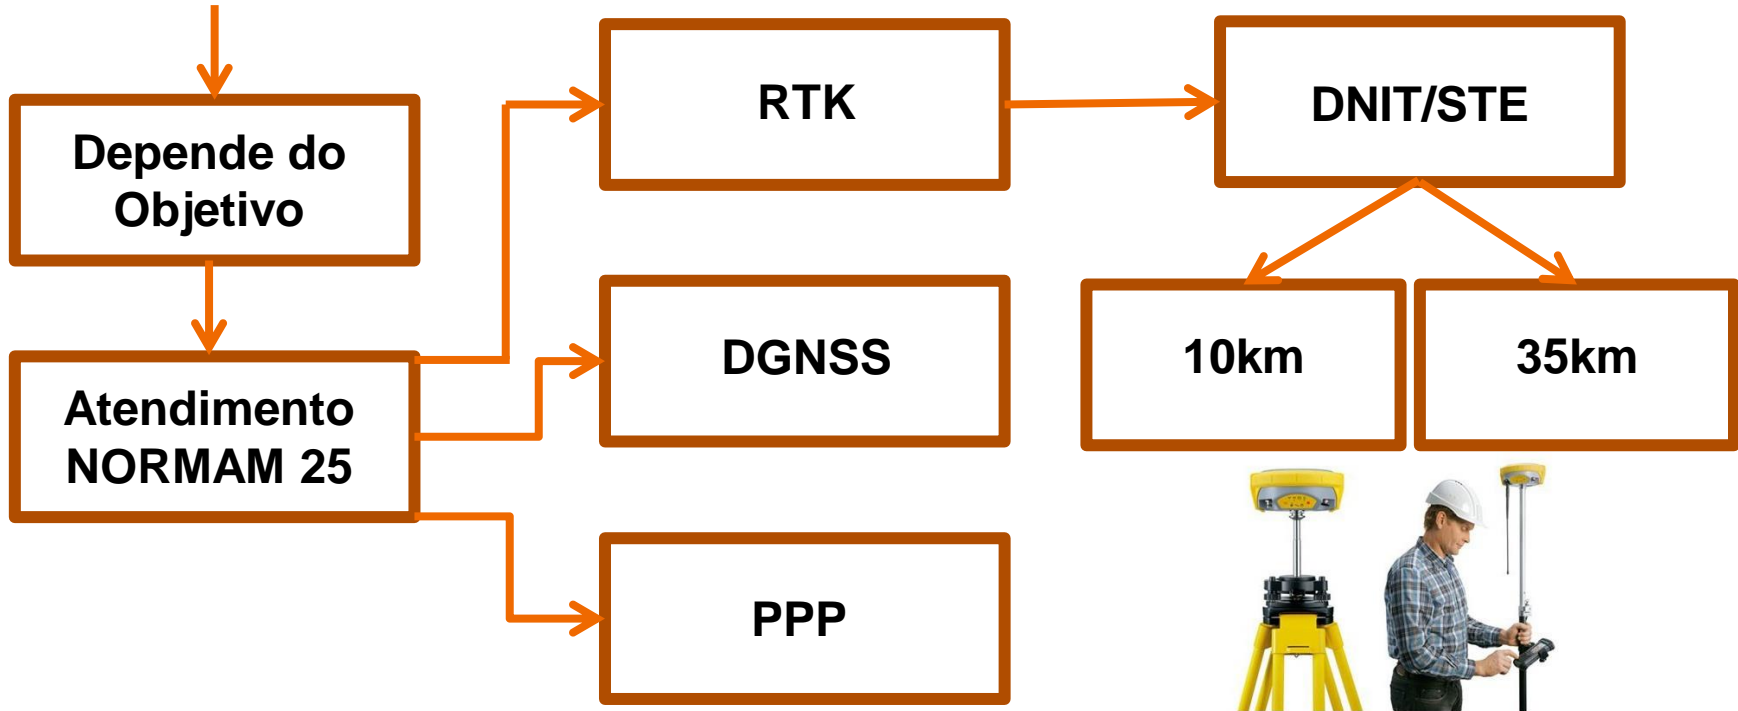 Depende do
Objetivo
Atendimento
NORMAM 25
RTK
DGNSS
PPP
DNIT/STE
10km
35km